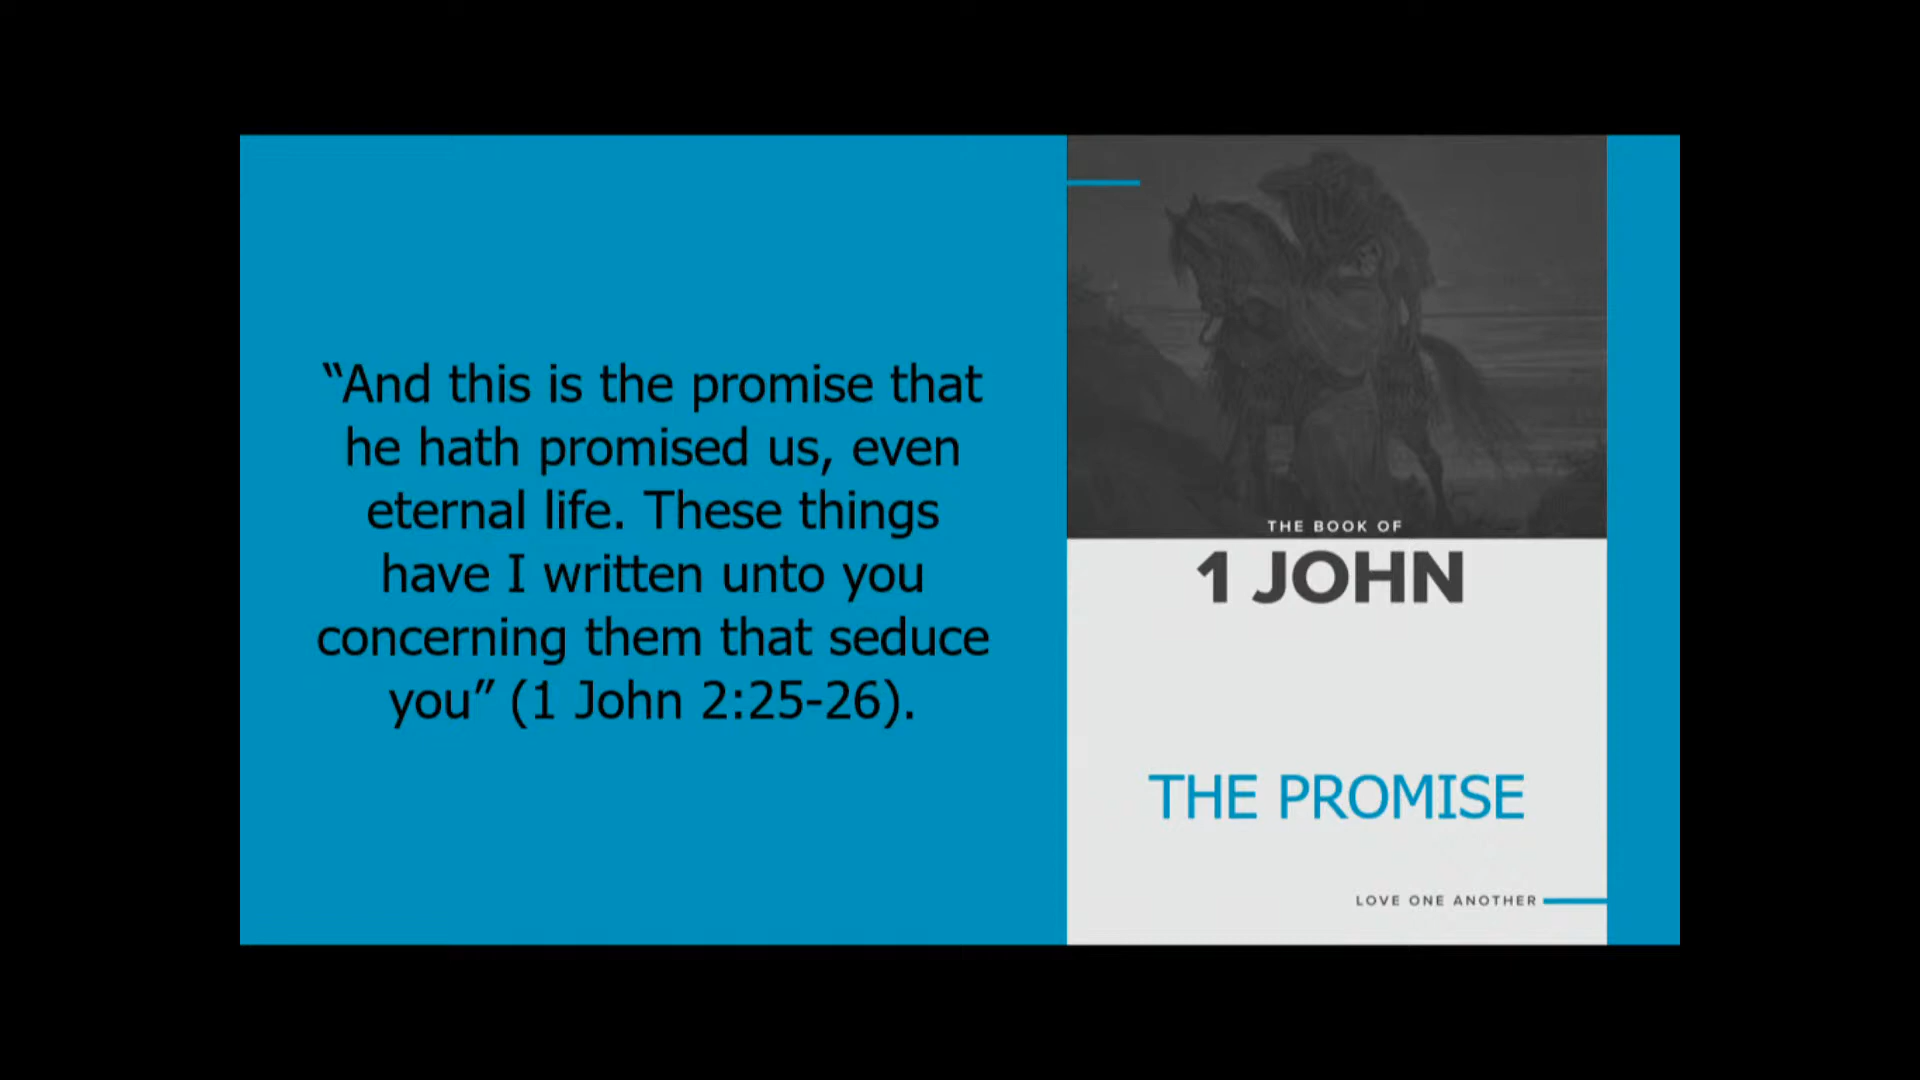 “And this is the promise that
he hath promised us, even
eternal life. These things
have I written unto you
concerning them that seduce
you” (1 John 2:25-26).
THE BOOK OF
1 JOHN
THE PROMISE
LOVE ONE ANOTHER